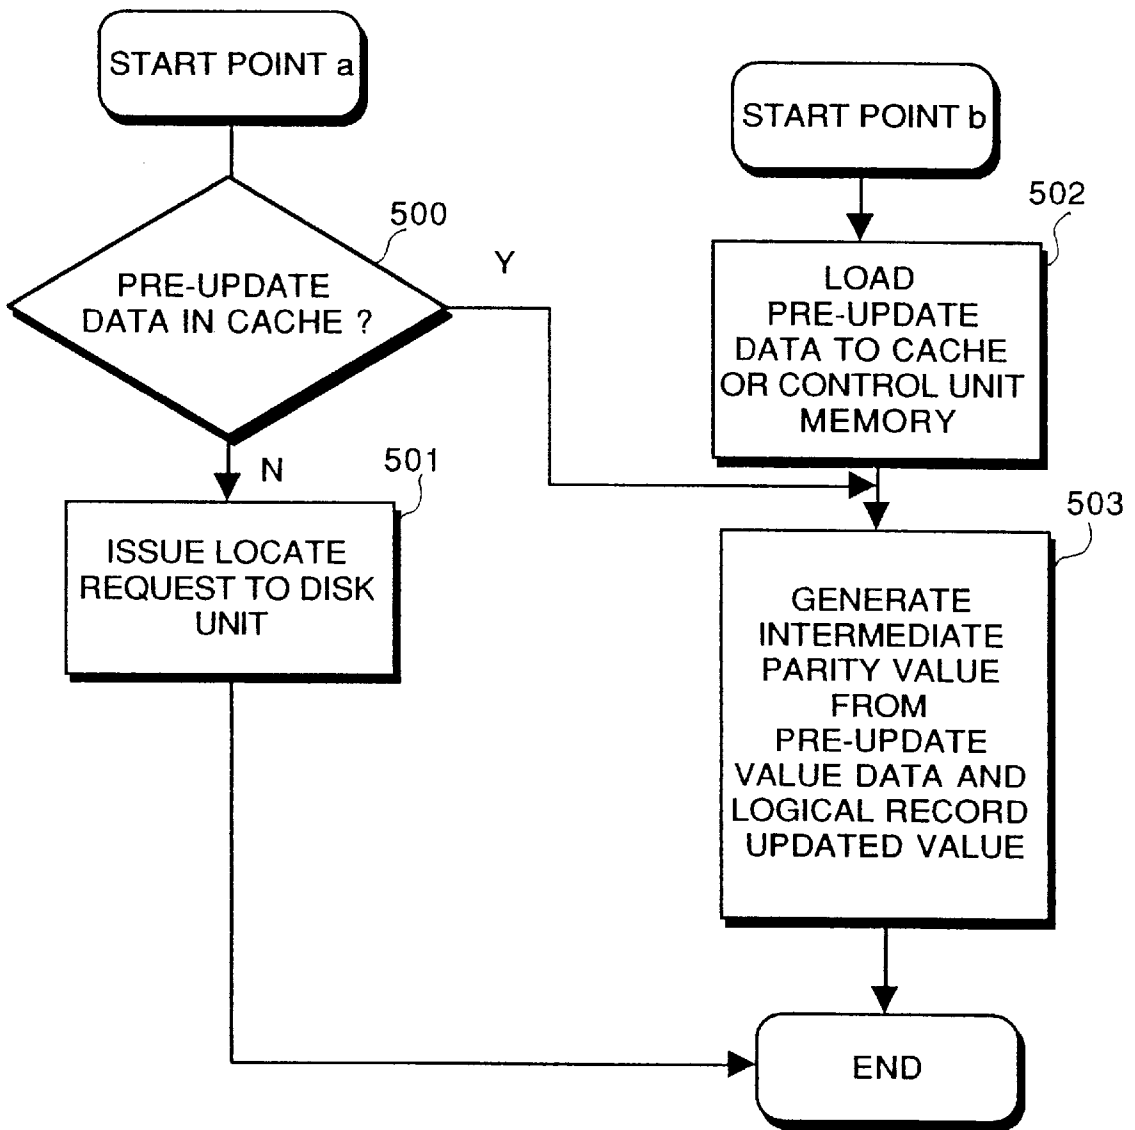 START POINT a
500
PRE-UPDATE
DATA IN CACHE ?
Y
N
501
ISSUE LOCATE
REQUEST TO DISK
UNIT
START POINT b
502
LOAD
PRE-UPDATE
DATA TO CACHE
OR CONTROL UNIT
MEMORY
503
GENERATE
INTERMEDIATE
PARITY VALUE
FROM
PRE-UPDATE
VALUE DATA AND
LOGICAL RECORD
UPDATED VALUE
END